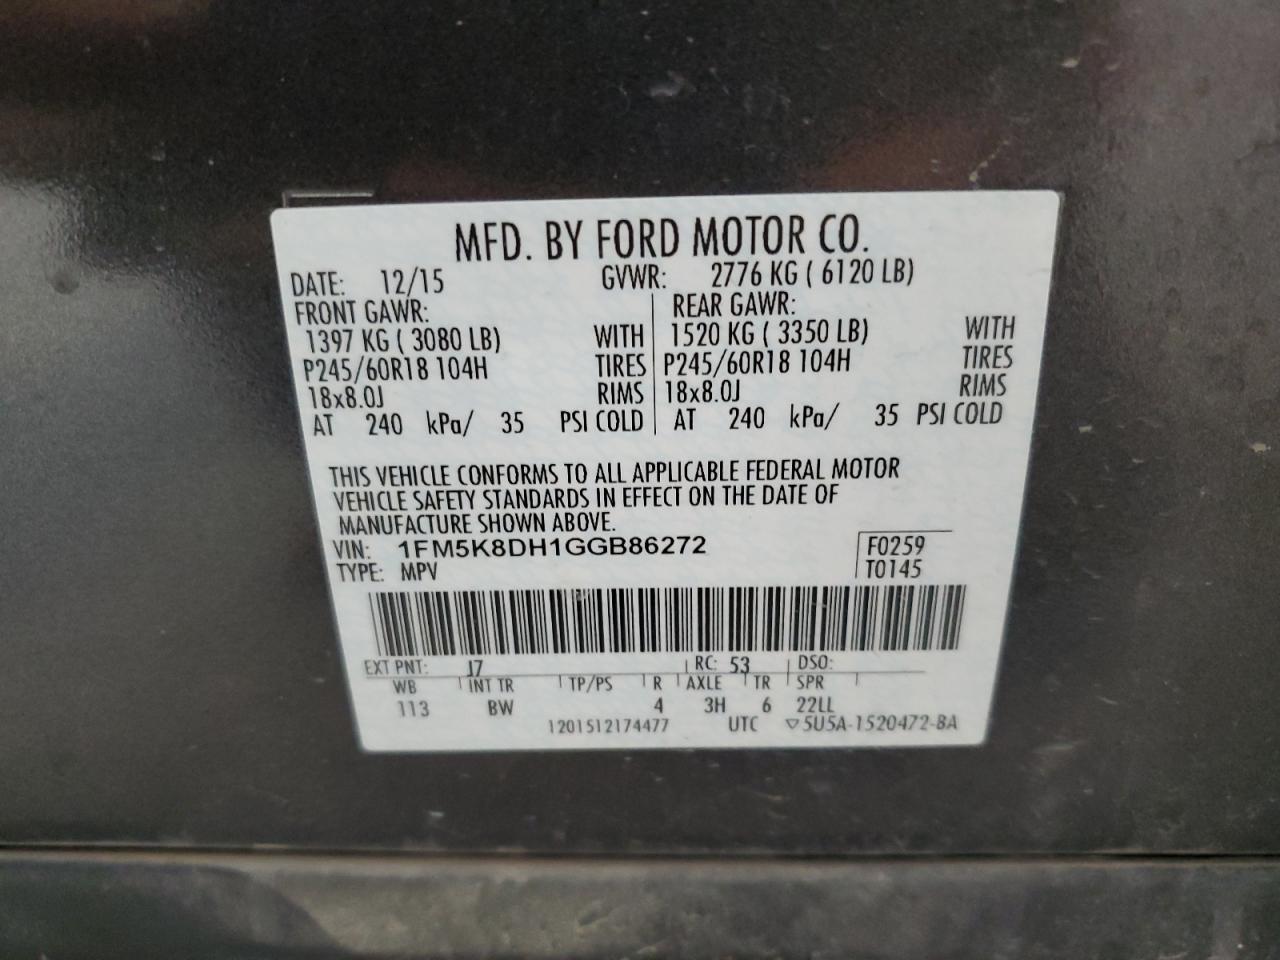 MFD. BY FORD MOTOR CO.
DATE: 12/15 GVWR: 2776 KG ( 6120 LB)
FRONT GAWR: REAR GAWR:
1397 KG ( 3080 LB) WITH 1520 KG ( 3350 LB) WITH
P245/60R18 104H TIRES P245/60R18 104H TIRES
18x8.0J RIMS 18x8.0J RIMS
AT 240 kPa/ 35 PSI COLD AT 240 kPa/ 35 PSI COLD
THIS VEHICLE CONFORMS TO ALL APPLICABLE FEDERAL MOTOR
VEHICLE SAFETY STANDARDS IN EFFECT ON THE DATE OF
MANUFACTURE SHOWN ABOVE.
VIN: 1FM5K8DH1GGB86272 F0259
TYPE: MPV T0145
EXT PNT: J7 RC: 53 DSO:
WB INT TR TP/PS R AXLE TR SPR
113 BW 4 3H 6 22LL
1201512174477 UTC ▽5U5A-1520472-BA